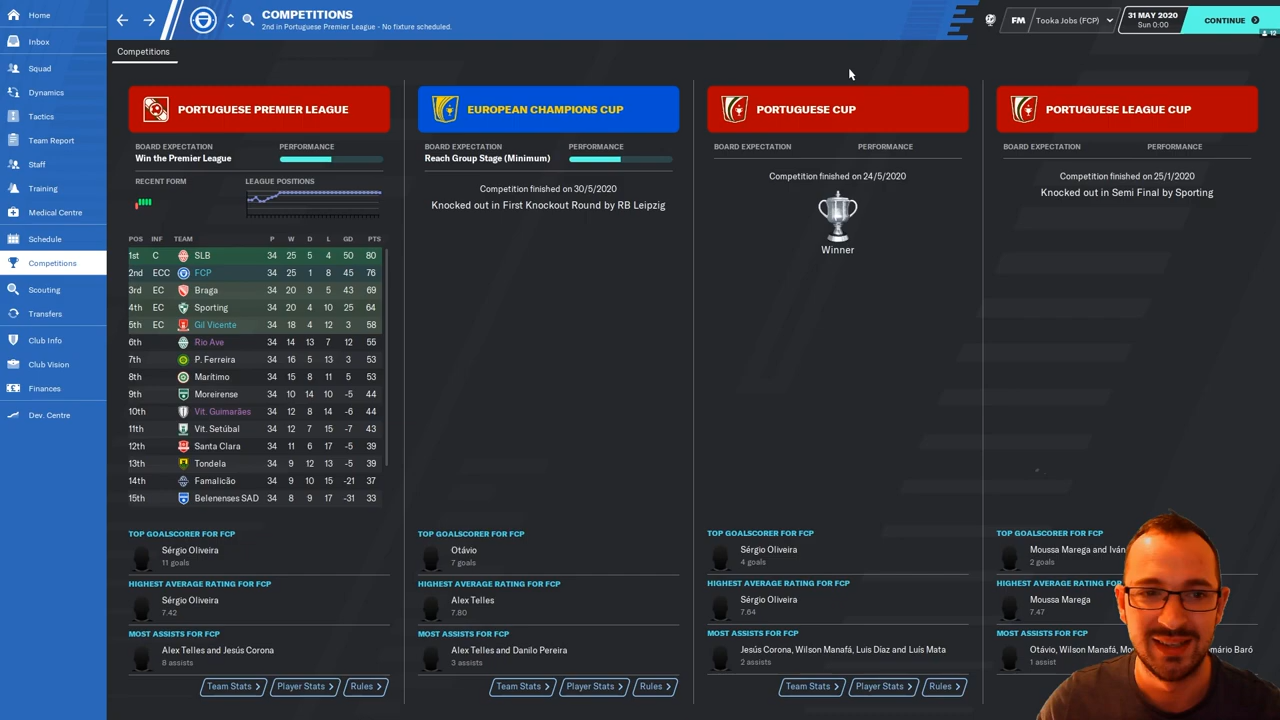 Home
Inbox
Squad
Dynamics
Tactics
Team Report
Staff
Training
Medical Centre
Schedule
Competitions
Scouting
Transfers
Club Info
Club Vision
Finances
Dev. Centre
COMPETITIONS
2nd in Portuguese Premier League - No fixture scheduled.
FM Tooka Jobs (FCP)
31 MAY 2020
Sun 0:00
CONTINUE
12
Competitions
PORTUGUESE PREMIER LEAGUE
BOARD EXPECTATION PERFORMANCE
Win the Premier League
RECENT FORM LEAGUE POSITIONS
POS INF TEAM P W D L GD PTS
1st C SLB 34 25 5 4 50 80
2nd ECC FCP 34 25 1 8 45 76
3rd EC Braga 34 20 9 5 43 69
4th EC Sporting 34 20 4 10 25 64
5th EC Gil Vicente 34 18 4 12 3 58
6th Rio Ave 34 14 13 7 12 55
7th P. Ferreira 34 16 5 13 3 53
8th Marítimo 34 15 8 11 5 53
9th Moreirense 34 10 14 10 -5 44
10th Vit. Guimarães 34 12 8 14 -6 44
11th Vit. Setúbal 34 12 7 15 -7 43
12th Santa Clara 34 11 6 17 -5 39
13th Tondela 34 9 12 13 -5 39
14th Famalicão 34 9 10 15 -21 37
15th Belenenses SAD 34 8 9 17 -31 33
TOP GOALSCORER FOR FCP
Sérgio Oliveira
11 goals
HIGHEST AVERAGE RATING FOR FCP
Sérgio Oliveira
7.42
MOST ASSISTS FOR FCP
Alex Telles and Jesús Corona
8 assists
Team Stats Player Stats Rules
EUROPEAN CHAMPIONS CUP
BOARD EXPECTATION PERFORMANCE
Reach Group Stage (Minimum)
Competition finished on 30/5/2020
Knocked out in First Knockout Round by RB Leipzig
TOP GOALSCORER FOR FCP
Otávio
7 goals
HIGHEST AVERAGE RATING FOR FCP
Alex Telles
7.80
MOST ASSISTS FOR FCP
Alex Telles and Danilo Pereira
3 assists
Team Stats Player Stats Rules
PORTUGUESE CUP
BOARD EXPECTATION PERFORMANCE
Competition finished on 24/5/2020
Winner
TOP GOALSCORER FOR FCP
Sérgio Oliveira
4 goals
HIGHEST AVERAGE RATING FOR FCP
Sérgio Oliveira
7.64
MOST ASSISTS FOR FCP
Jesús Corona, Wilson Manafá, Luis Díaz and Luís Mata
2 assists
Team Stats Player Stats Rules
PORTUGUESE LEAGUE CUP
BOARD EXPECTATION PERFORMANCE
Competition finished on 25/1/2020
Knocked out in Semi Final by Sporting
TOP GOALSCORER FOR FCP
Moussa Marega and Iván
2 goals
HIGHEST AVERAGE RATING FOR
Moussa Marega
7.47
MOST ASSISTS FOR FCP
Otávio, Wilson Manafá, Baró
1 assist
Team Stats